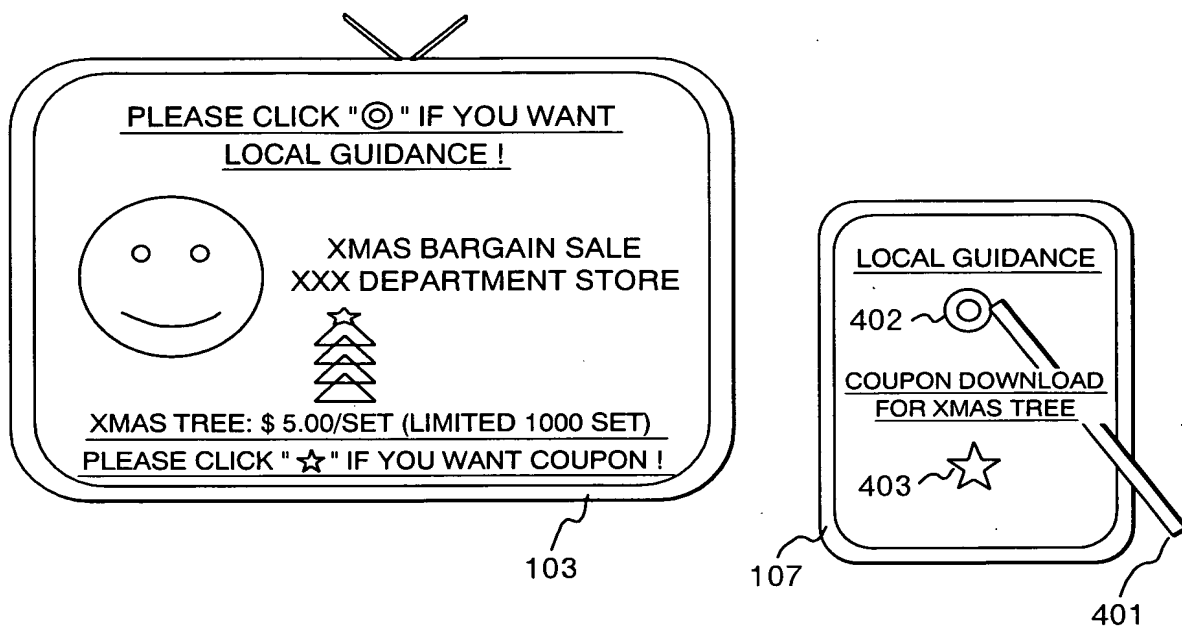 PLEASE CLICK "◎" IF YOU WANT
LOCAL GUIDANCE !
XMAS BARGAIN SALE
XXX DEPARTMENT STORE
XMAS TREE: $ 5.00/SET (LIMITED 1000 SET)
PLEASE CLICK "☆" IF YOU WANT COUPON !
103
LOCAL GUIDANCE
402
COUPON DOWNLOAD
FOR XMAS TREE
403
107
401